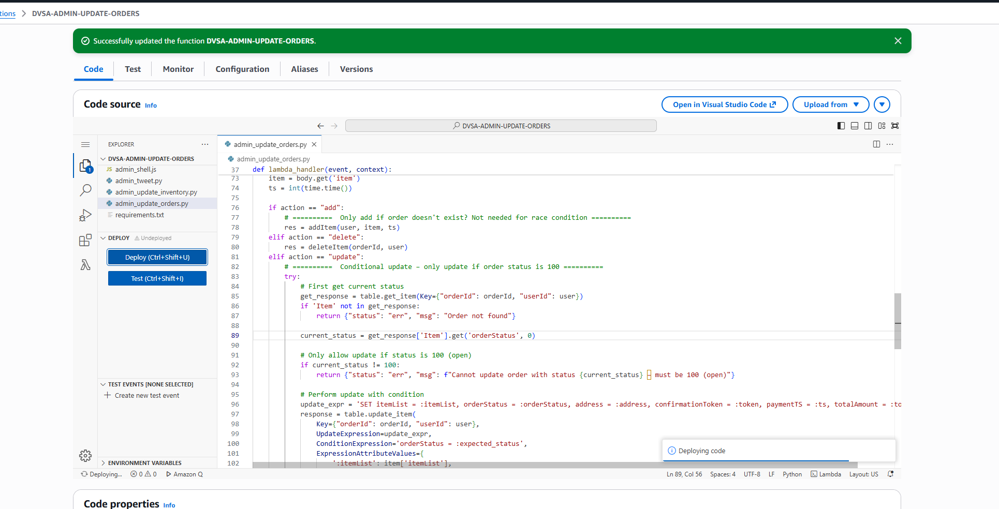 tions > DVSA-ADMIN-UPDATE-ORDERS
Successfully updated the function DVSA-ADMIN-UPDATE-ORDERS.
Code Test Monitor Configuration Aliases Versions
Code source Info
Open in Visual Studio Code Upload from
DVSA-ADMIN-UPDATE-ORDERS
EXPLORER
DVSA-ADMIN-UPDATE-ORDERS
JS admin_shell.js
admin_tweet.py
admin_update_inventory.py
admin_update_orders.py
requirements.txt
DEPLOY Undeployed
Deploy (Ctrl+Shift+U)
Test (Ctrl+Shift+I)
TEST EVENTS [NONE SELECTED]
Create new test event
ENVIRONMENT VARIABLES
admin_update_orders.py
admin_update_orders.py
37 def lambda_handler(event, context):
73 item = body.get('item')
74 ts = int(time.time())
75
76 if action == "add":
77 # ========== Only add if order doesn't exist? Not needed for race condition ==========
78 res = addItem(user, item, ts)
79 elif action == "delete":
80 res = deleteItem(orderId, user)
81 elif action == "update":
82 # ========== Conditional update – only update if order status is 100 ==========
83 try:
84 # First get current status
85 get_response = table.get_item(Key={"orderId": orderId, "userId": user})
86 if 'Item' not in get_response:
87 return {"status": "err", "msg": "Order not found"}
88
89 current_status = get_response['Item'].get('orderStatus', 0)
90
91 # Only allow update if status is 100 (open)
92 if current_status != 100:
93 return {"status": "err", "msg": f"Cannot update order with status {current_status} – must be 100 (open)"}
94
95 # Perform update with condition
96 update_expr = 'SET itemList = :itemList, orderStatus = :orderStatus, address = :address, confirmationToken = :token, paymentTS = :ts, totalAmount = :to
97 response = table.update_item(
98 Key={"orderId": orderId, "userId": user},
99 UpdateExpression=update_expr,
100 ConditionExpression='orderStatus = :expected_status',
101 ExpressionAttributeValues={
102 ':itemList': item['itemList'],
Deploying code
Deploying... 0 0 Amazon Q
Ln 89, Col 56 Spaces: 4 UTF-8 LF Python Lambda Layout: US
Code properties Info
1